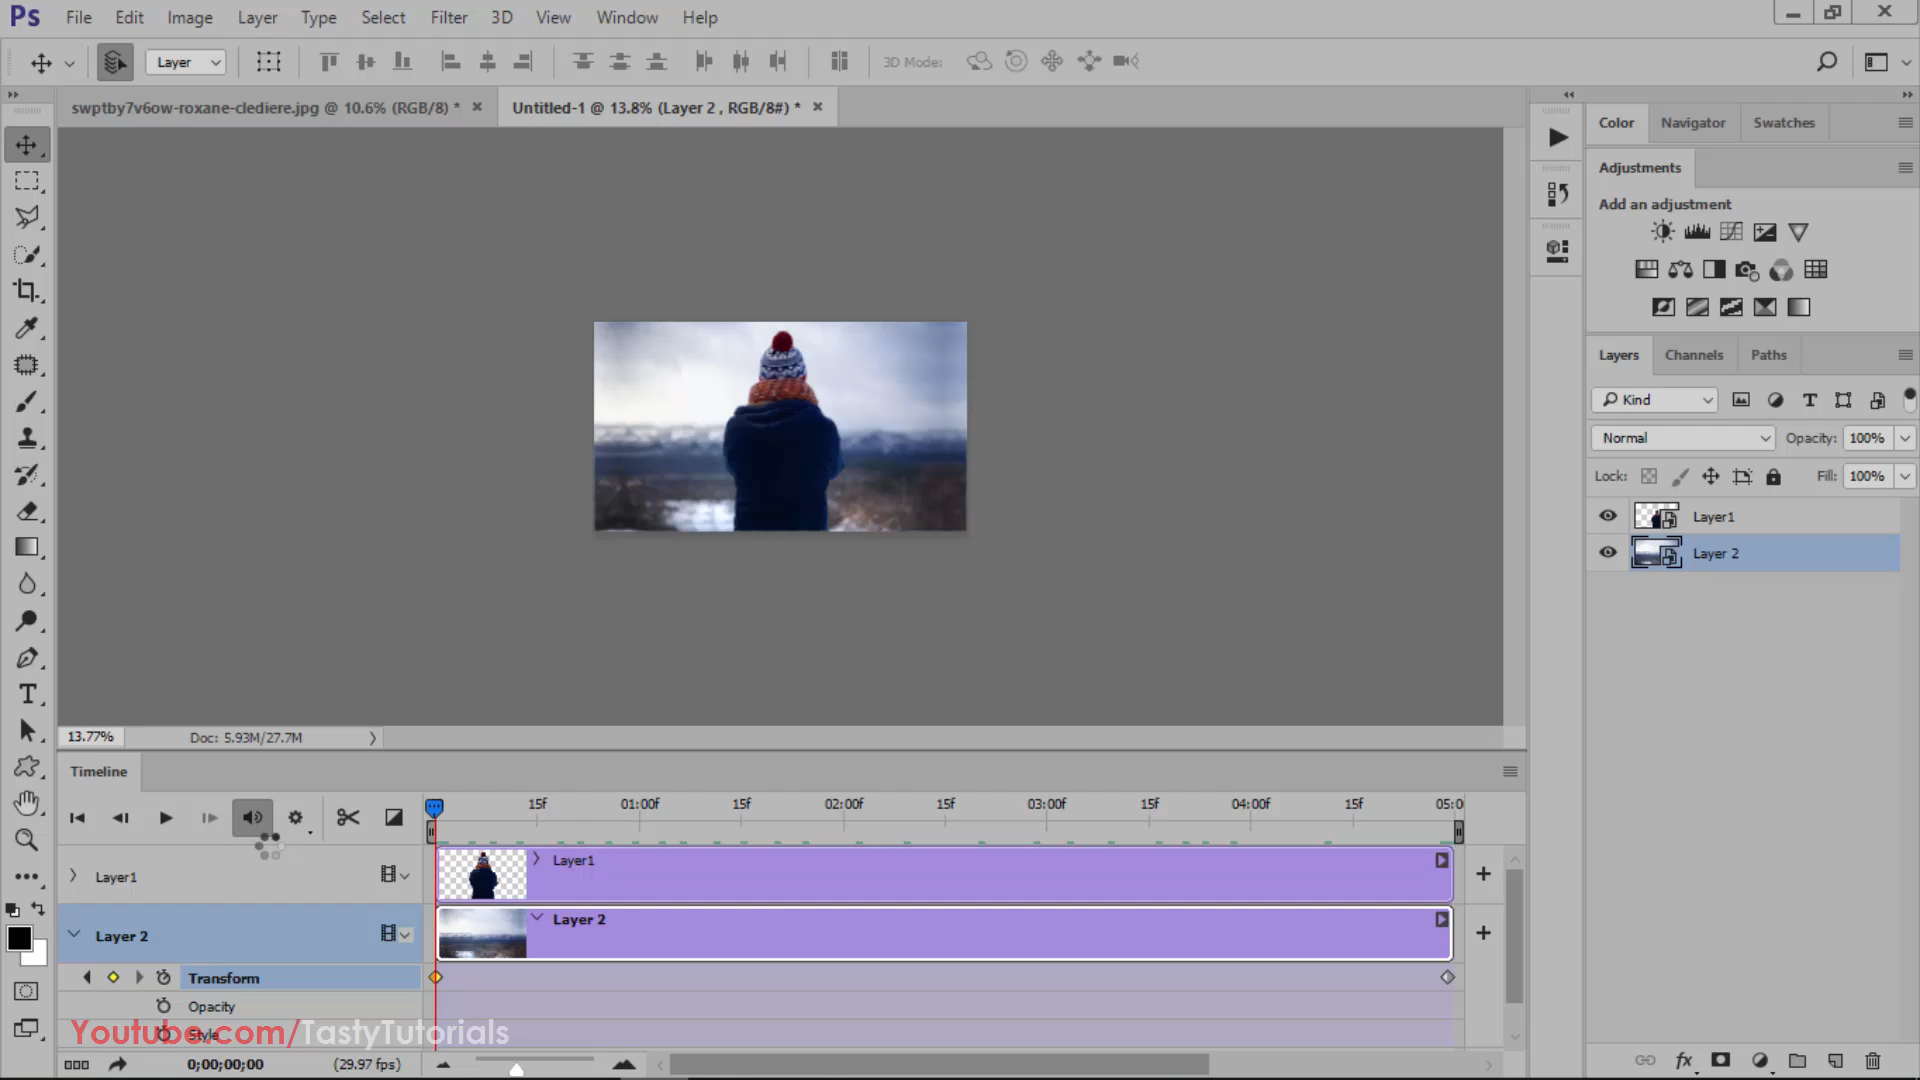 Ps File Edit Image Layer Type Select Filter 3D View Window Help
Layer 3D Mode:
swptby7v6ow-roxane-clediere.jpg @ 10.6% (RGB/8) * Untitled-1 @ 13.8% (Layer 2 , RGB/8#) *
Color Navigator Swatches
Adjustments
Add an adjustment
Layers Channels Paths
Kind
Normal Opacity: 100%
Lock: Fill: 100%
Layer1
Layer 2
13.77% Doc: 5.93M/27.7M
Timeline
15f 01:00f 15f 02:00f 15f 03:00f 15f 04:00f 15f 05:0
Layer1 Layer1
Layer 2 Layer 2
Transform
Opacity
Style
Youtube.com/TastyTutorials
0;00;00;00 (29.97 fps)